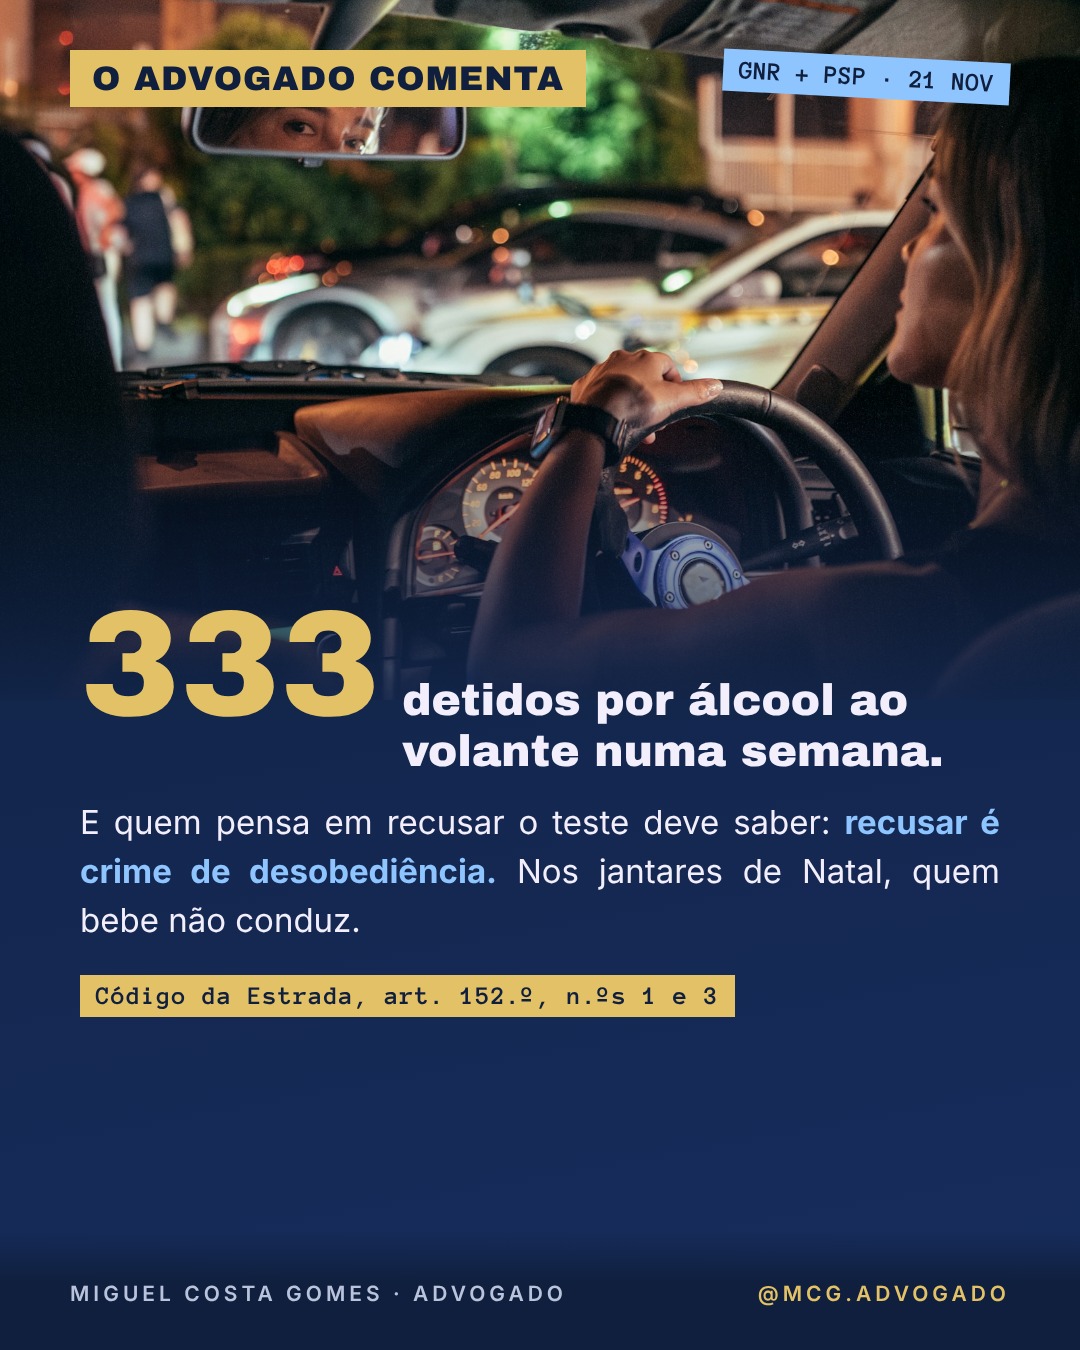 O ADVOGADO COMENTA
GNR + PSP · 21 NOV
333
detidos por álcool ao
volante numa semana.
E quem pensa em recusar o teste deve saber: recusar é
crime de desobediência. Nos jantares de Natal, quem
bebe não conduz.
Código da Estrada, art. 152.º, n.ºs 1 e 3
MIGUEL COSTA GOMES · ADVOGADO
@MCG.ADVOGADO